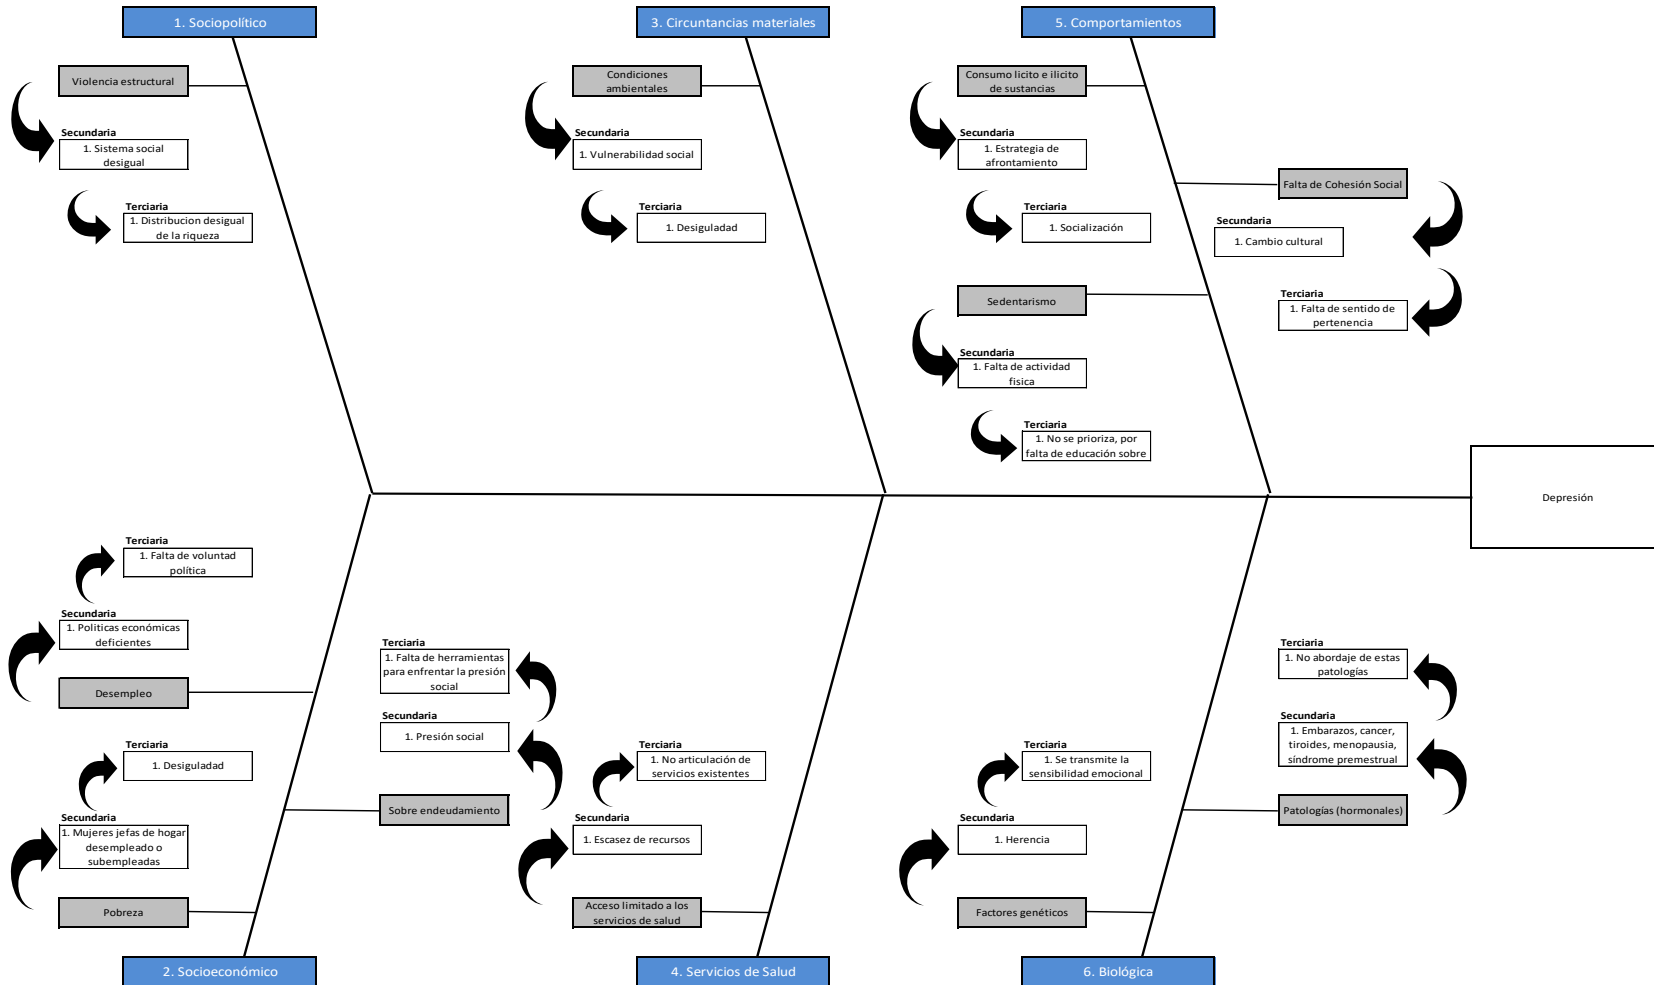 1. Sociopolítico
3. Circuntancias materiales
5. Comportamientos
Violencia estructural
Condiciones
ambientales
Consumo licito e ilicito
de sustancias
Secundaria
1. Sistema social
desigual
Secundaria
1. Vulnerabilidad social
Secundaria
1. Estrategia de
afrontamiento
Falta de Cohesión Social
Terciaria
1. Distribucion desigual
de la riqueza
Terciaria
1. Desiguladad
Terciaria
1. Socialización
Secundaria
1. Cambio cultural
Sedentarismo
Terciaria
1. Falta de sentido de
pertenencia
Secundaria
1. Falta de actividad
fisica
Terciaria
1. No se prioriza, por
falta de educación sobre
Depresión
Terciaria
1. Falta de voluntad
política
Secundaria
1. Politicas económicas
deficientes
Desempleo
Terciaria
1. Falta de herramientas
para enfrentar la presión
social
Terciaria
1. No abordaje de estas
patologías
Secundaria
1. Presión social
Secundaria
1. Embarazos, cancer,
tiroides, menopausia,
síndrome premestrual
Terciaria
1. Desiguladad
Terciaria
1. No articulación de
servicios existentes
Terciaria
1. Se transmite la
sensibilidad emocional
Sobre endeudamiento
Patologías (hormonales)
Secundaria
1. Mujeres jefas de hogar
desempleado o
subempleadas
Secundaria
1. Escasez de recursos
Secundaria
1. Herencia
Pobreza
Acceso limitado a los
servicios de salud
Factores genéticos
2. Socioeconómico
4. Servicios de Salud
6. Biológica